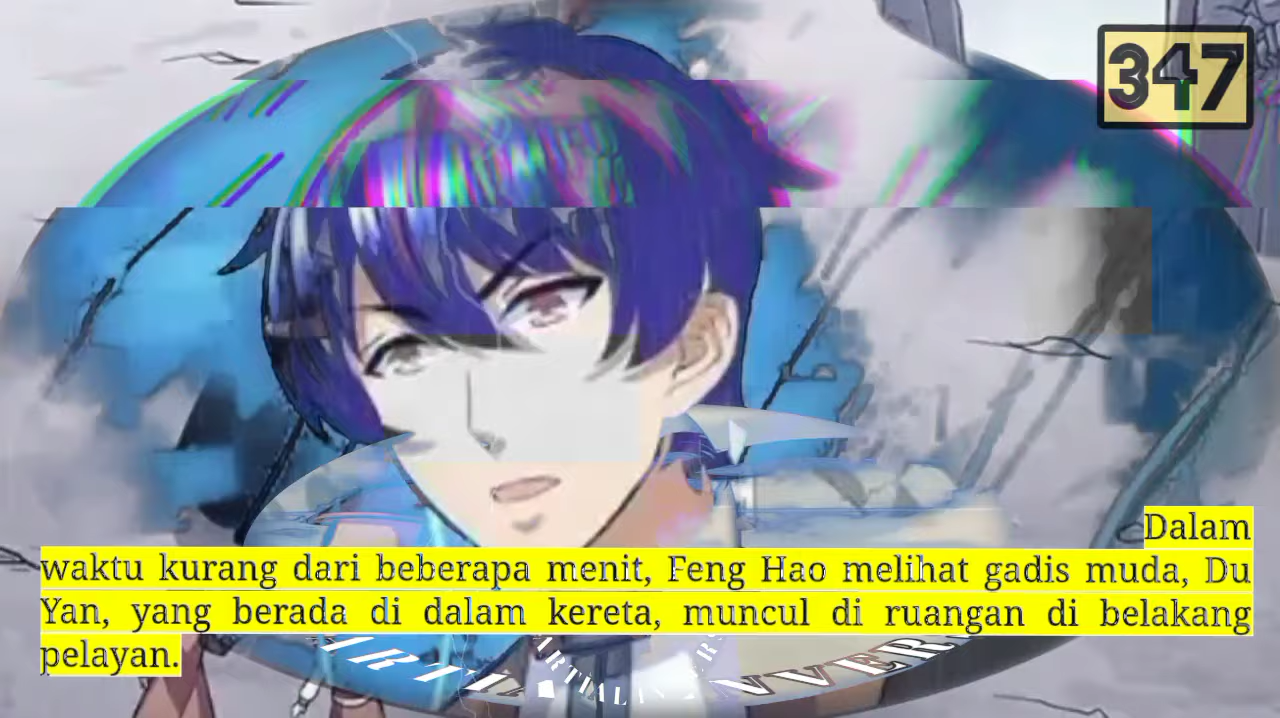 347
Dalam
waktu kurang dari beberapa menit, Feng Hao melihat gadis muda, Du
Yan, yang berada di dalam kereta, muncul di ruangan di belakang
pelayan.